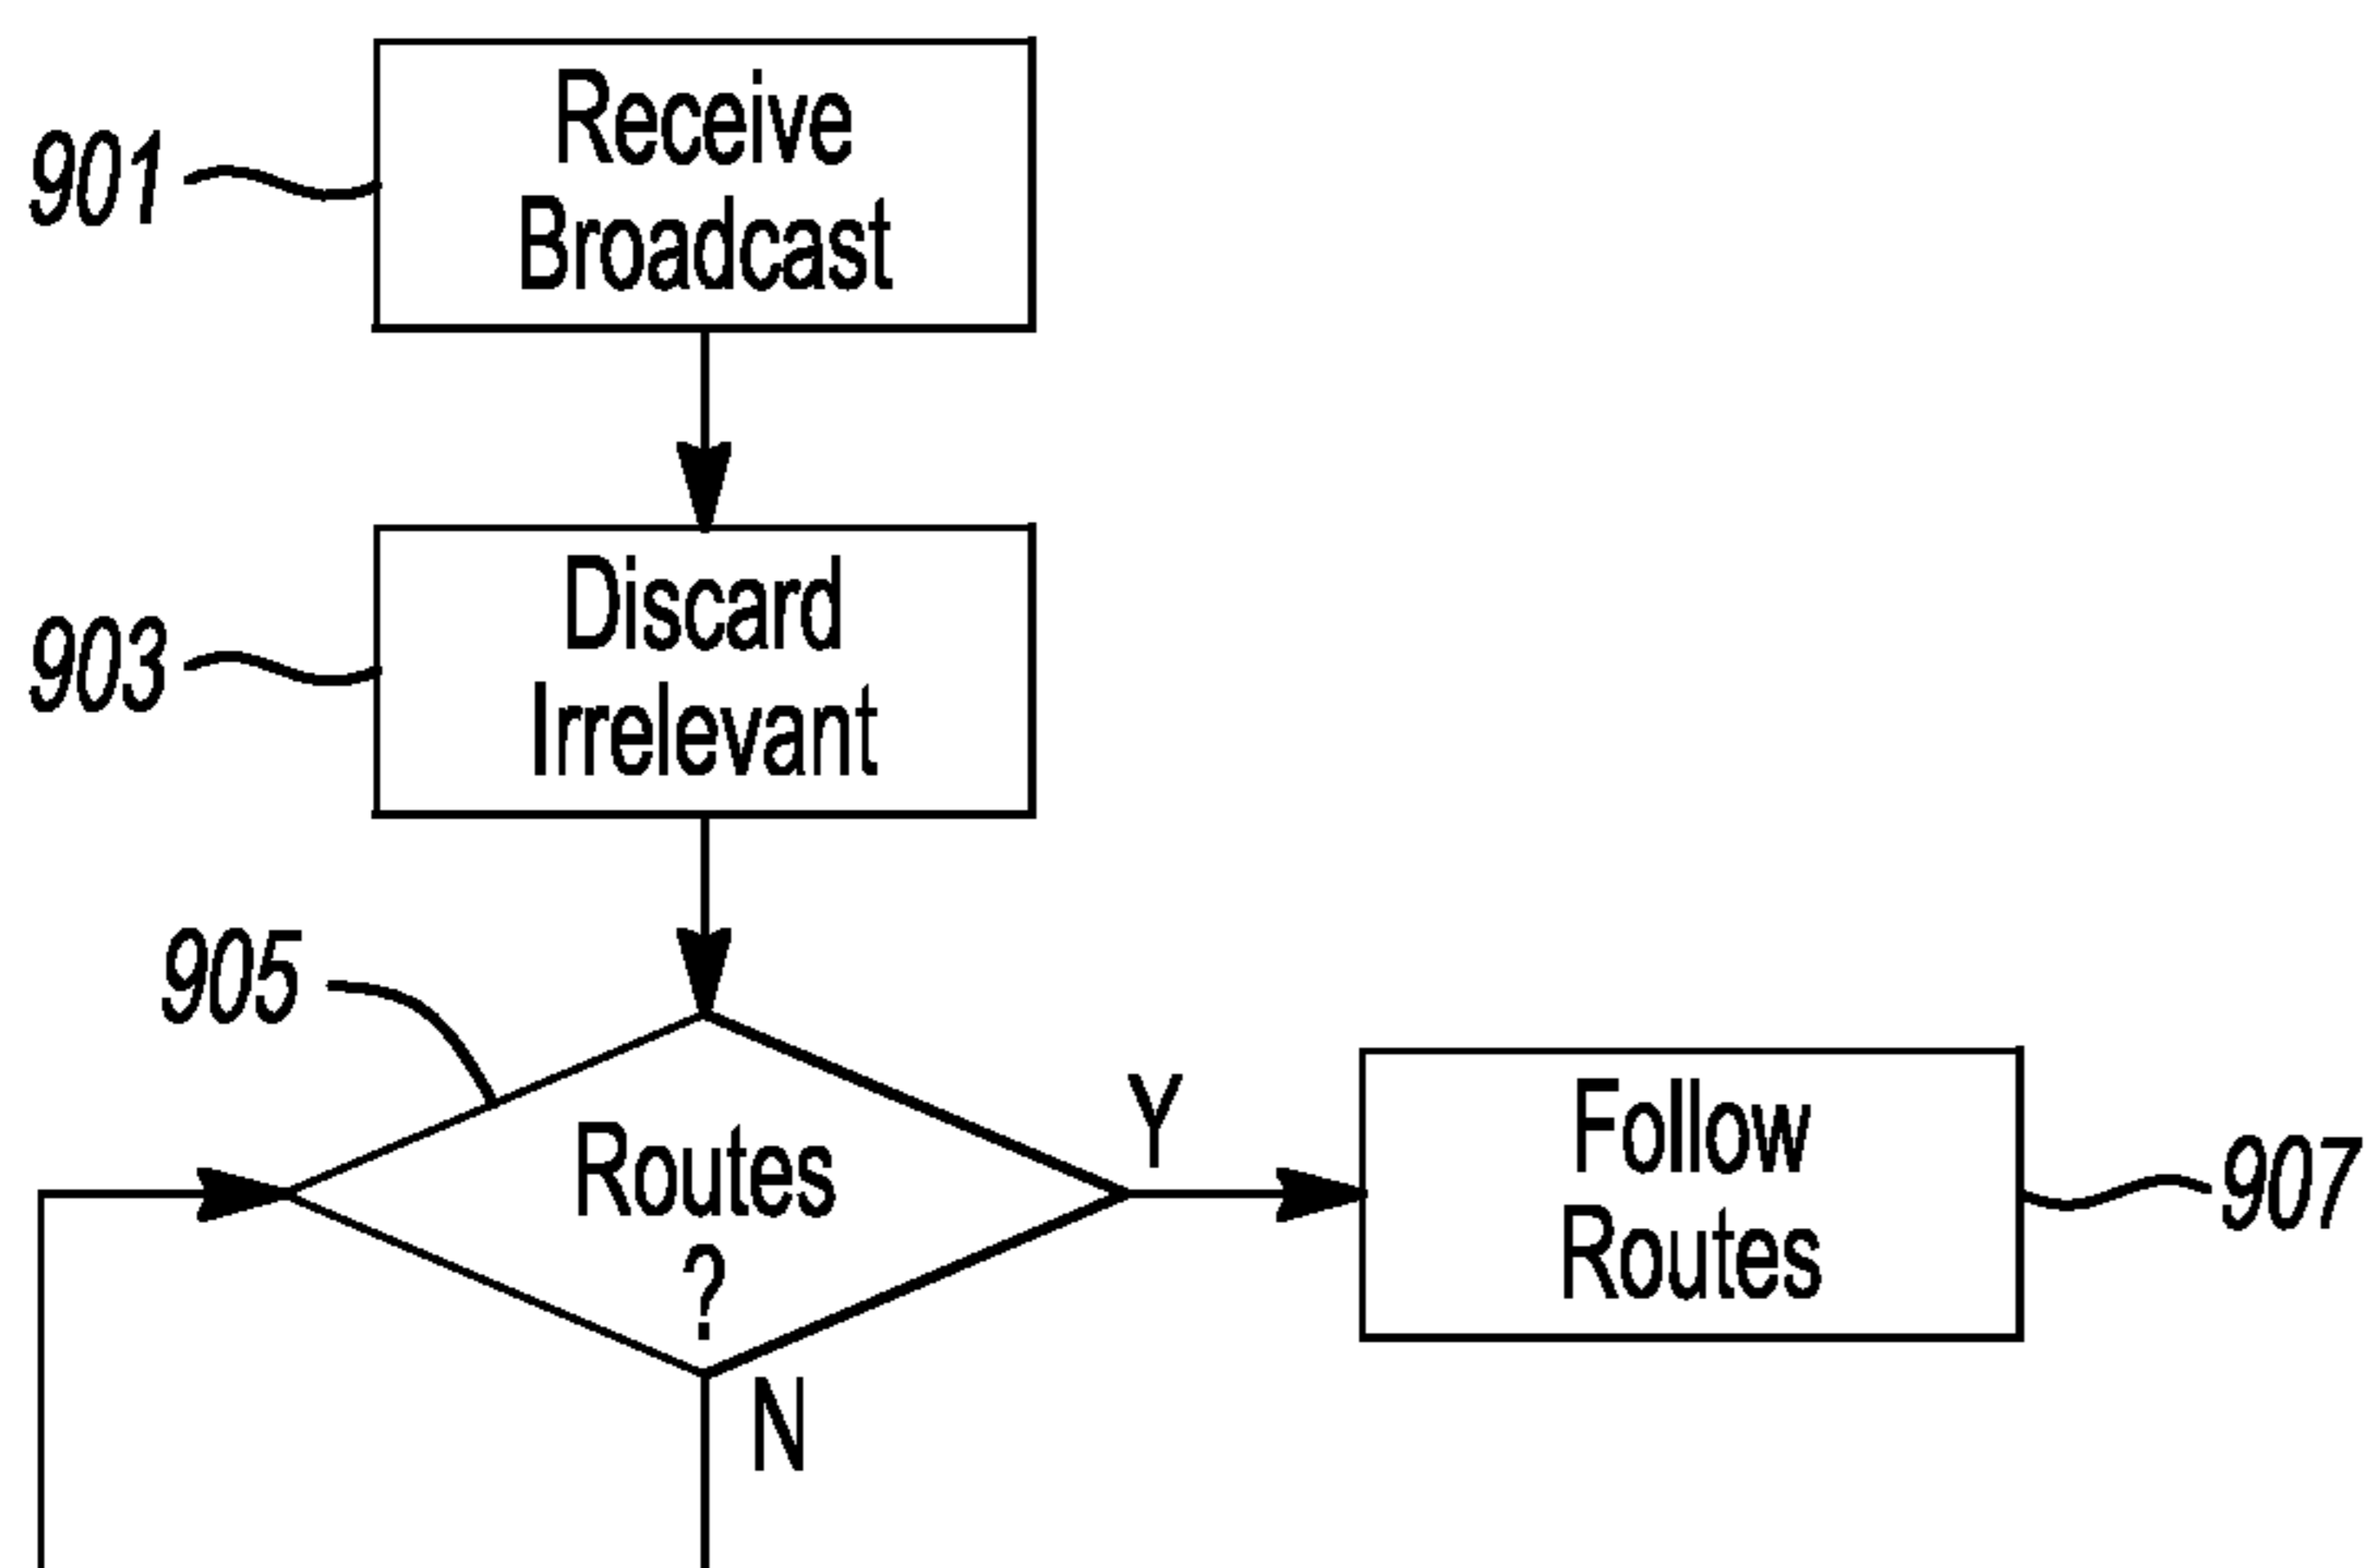 Receive
Broadcast
901
Discard
Irrelevant
903
905
Routes
?
Y
N
Follow
Routes
907